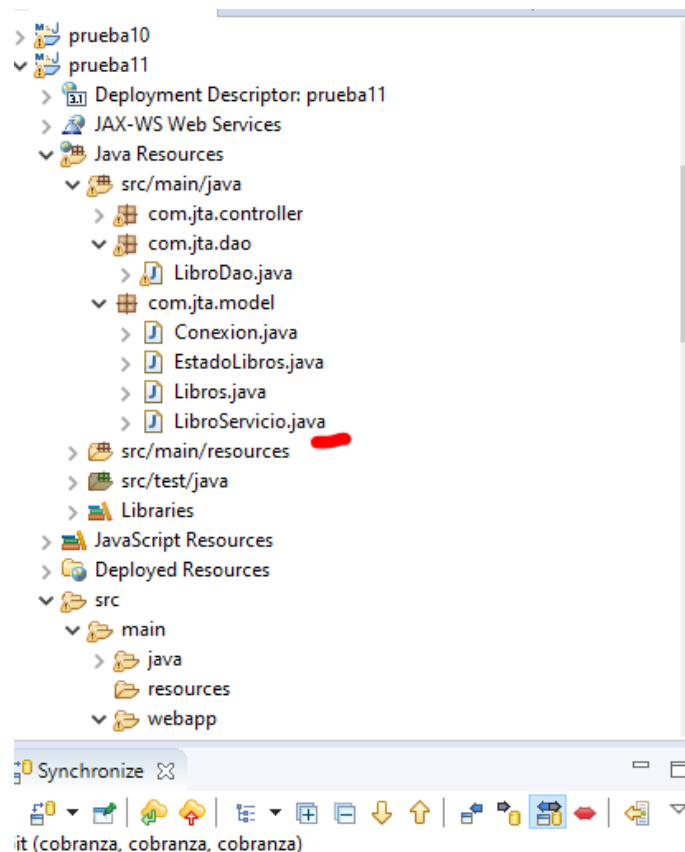 prueba10
prueba11
3.1 Deployment Descriptor: prueba11
JAX-WS Web Services
Java Resources
src/main/java
com.jta.controller
com.jta.dao
J LibroDao.java
com.jta.model
J Conexion.java
J EstadoLibros.java
J Libros.java
J LibroServicio.java
src/main/resources
src/test/java
Libraries
JavaScript Resources
Deployed Resources
src
main
java
resources
webapp
Synchronize
it (cobranza, cobranza, cobranza)